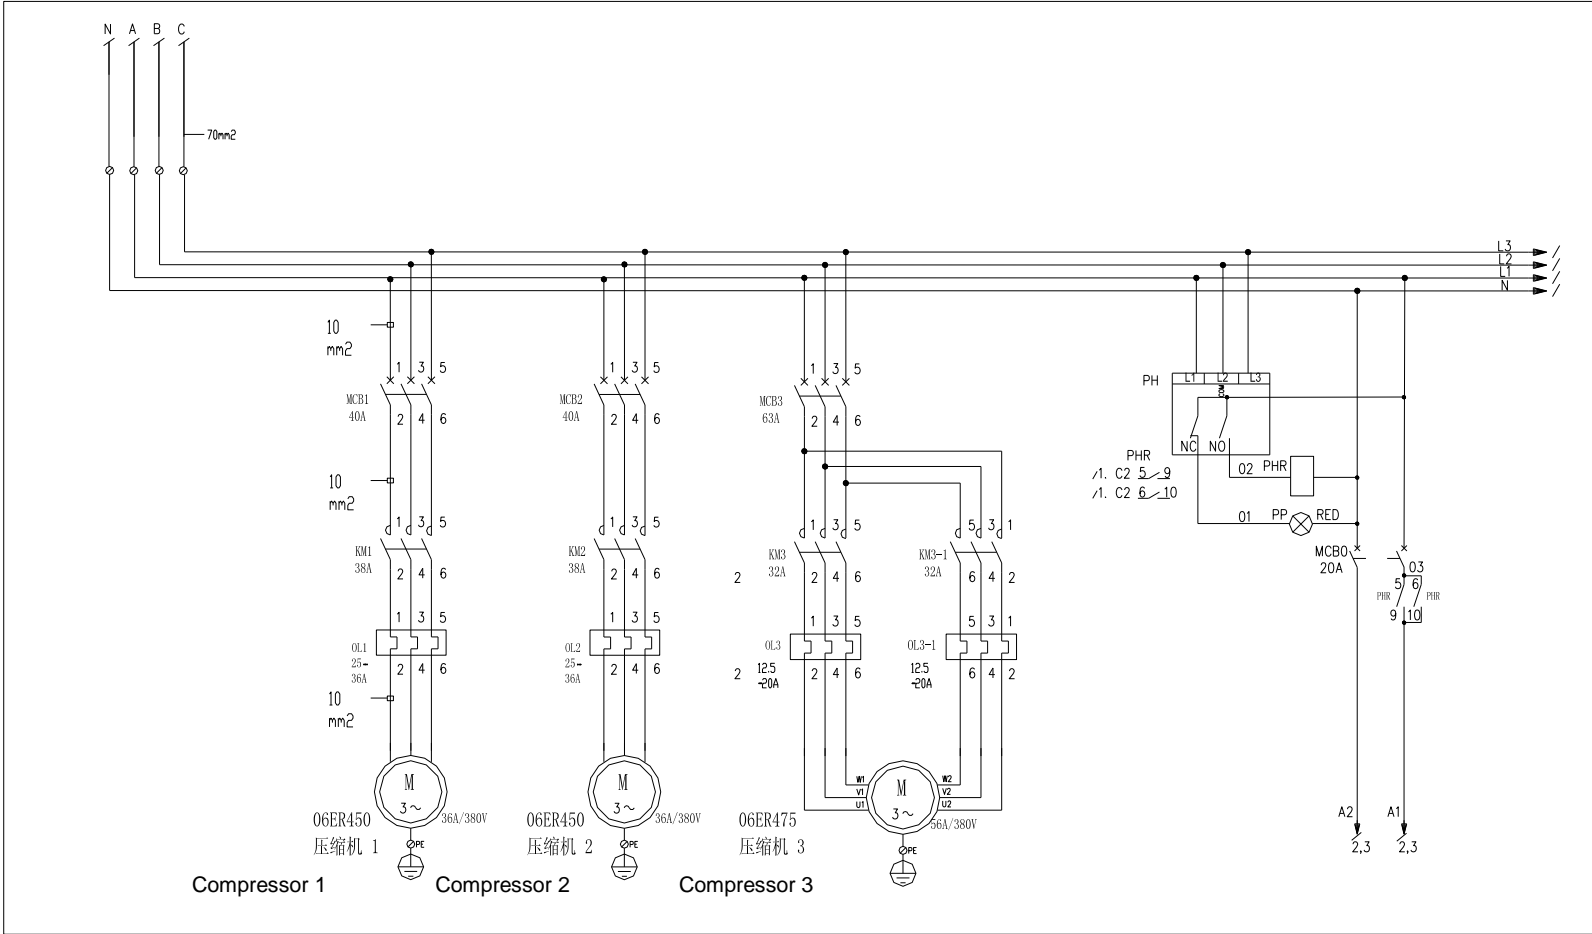 N A B C
70mm2
L3
L2
L1
N
10
mm2
1 3 5
1 3 5
1 3 5
MCB1
40A
2 4 6
MCB2
40A
2 4 6
MCB3
63A
2 4 6
PH
L1 L2 L3
COM
NC NO
PHR
/1. C2 5 9
/1. C2 6 10
02 PHR
01 PP RED
10
mm2
1 3 5
1 3 5
1 3 5
5 3 1
KM1
38A
2 4 6
KM2
38A
2 4 6
KM3
32A
2
2 4 6
KM3-1
32A
6 4 2
MCB0
20A
03
5 6
PHR PHR
9 10
1 3 5
1 3 5
1 3 5
5 3 1
OL1
25-
36A
2 4 6
OL2
25-
36A
2 4 6
OL3
2
12.5
-20A
2 4 6
OL3-1
12.5
-20A
6 4 2
10
mm2
M
3~
06ER450
36A/380V
压缩机 1
PE
M
3~
06ER450
36A/380V
压缩机 2
PE
W1
V1
U1
M
3~
W2
V2
U2
06ER475
56A/380V
压缩机 3
PE
A2 A1
2,3 2,3
Compressor 1 Compressor 2 Compressor 3